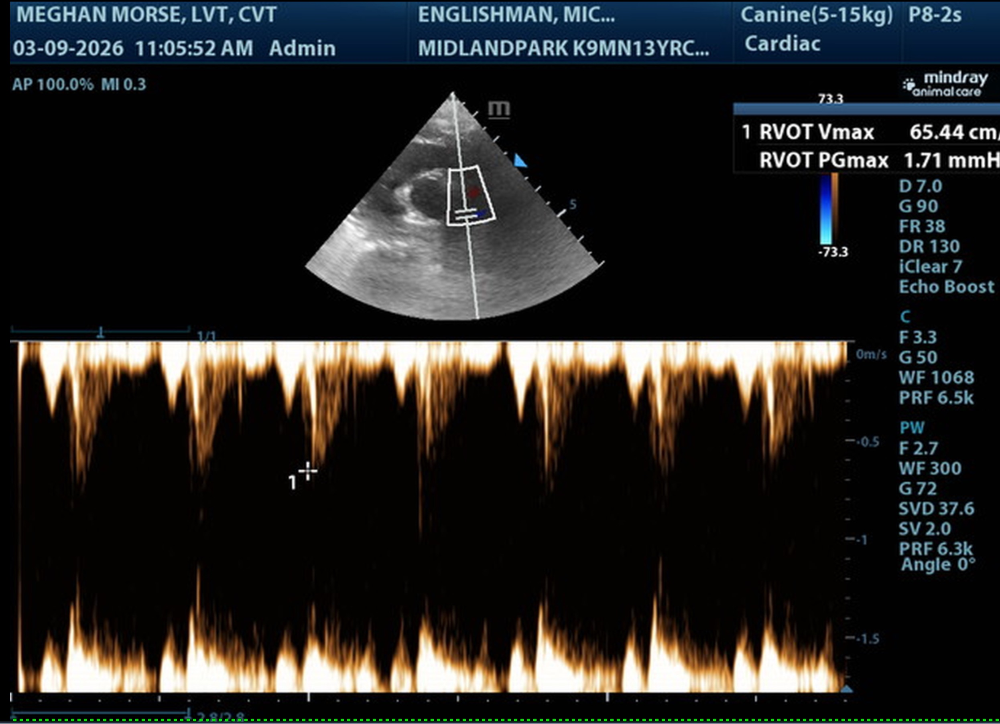 MEGHAN MORSE, LVT, CVT
ENGLISHMAN, MIC...
Canine(5-15kg) P8-2s
03-09-2026 11:05:52 AM Admin
MIDLANDPARK K9MN13YRC...
Cardiac
AP 100.0% MI 0.3
m
mindray
animal care
73.3
1 RVOT Vmax 65.44 cm/
RVOT PGmax 1.71 mmH
-73.3
D 7.0
G 90
FR 38
DR 130
iClear 7
Echo Boost
5
C
F 3.3
G 50
WF 1068
PRF 6.5k
PW
F 2.7
WF 300
G 72
SVD 37.6
SV 2.0
PRF 6.3k
Angle 0°
1/1
0m/s
-0.5
1
-1
-1.5
2.8/2.8